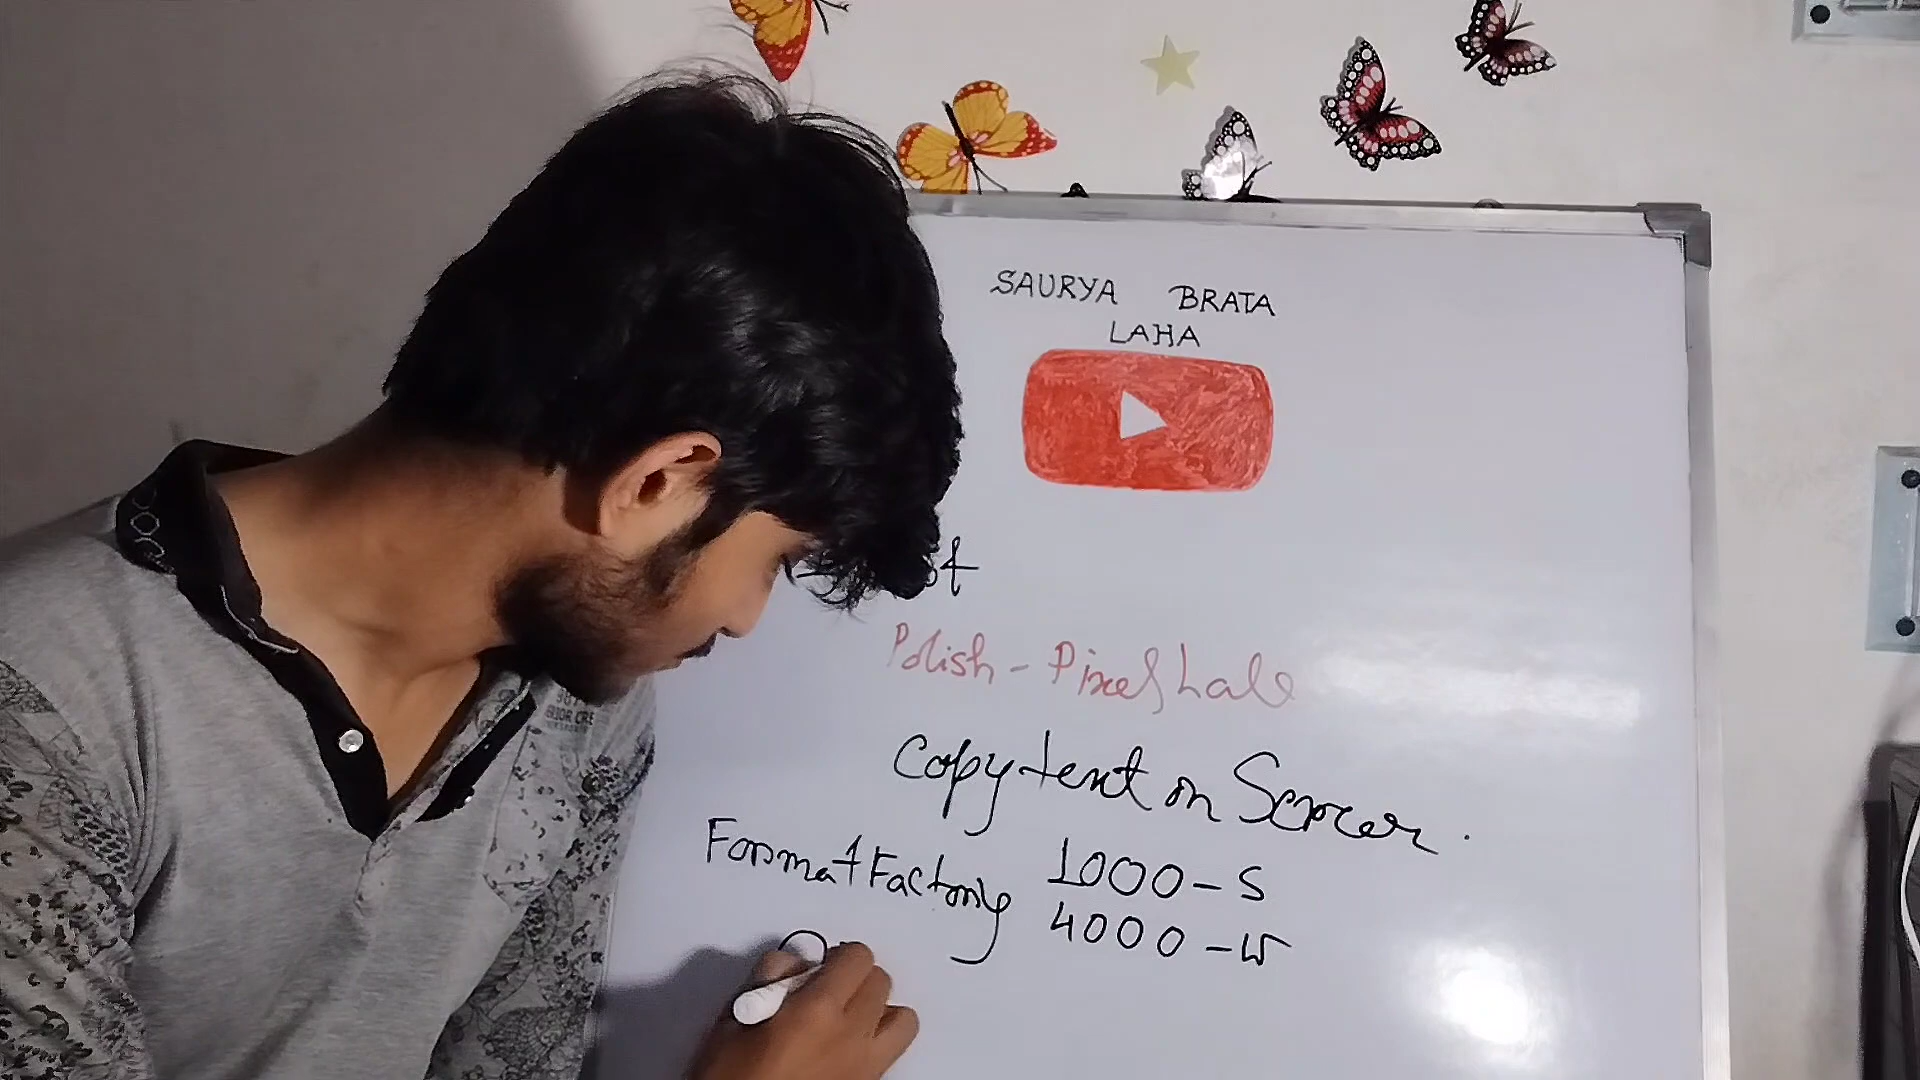 SAURYA BRATA
LAHA
Polish - Pixel Lab
Copy text on Screen.
Format Factory 1000 - S
4000 - W